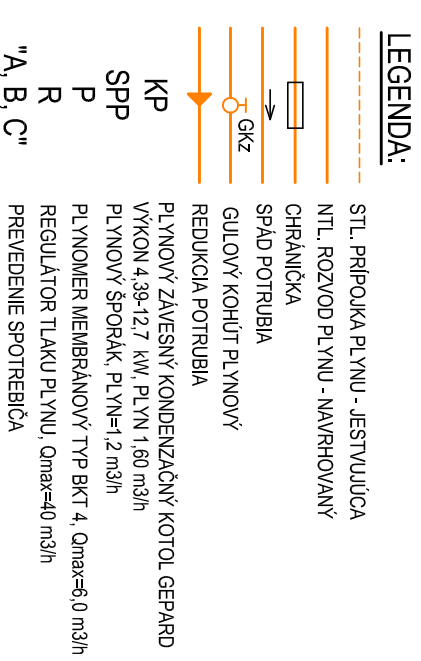 LEGENDA:
STL. PRÍPOJKA PLYNU - JESTVUJÚCA
NTL. ROZVOD PLYNU - NAVRHOVANÝ
CHRÁNIČKA
SPÁD POTRUBIA
GKz GULOVÝ KOHÚT PLYNOVÝ
REDUKCIA POTRUBIA
KP PLYNOVÝ ZÁVESNÝ KONDENZAČNÝ KOTOL GEPARD
VÝKON 4,39-12,7 kW, PLYN 1,60 m3/h
SPP PLYNOVÝ ŠPORÁK, PLYN=1,2 m3/h
P PLYNOMER MEMBRÁNOVÝ TYP BKT 4, Qmax=6,0 m3/h
R REGULÁTOR TLAKU PLYNU, Qmax=40 m3/h
"A, B, C" PREVEDENIE SPOTREBIČA